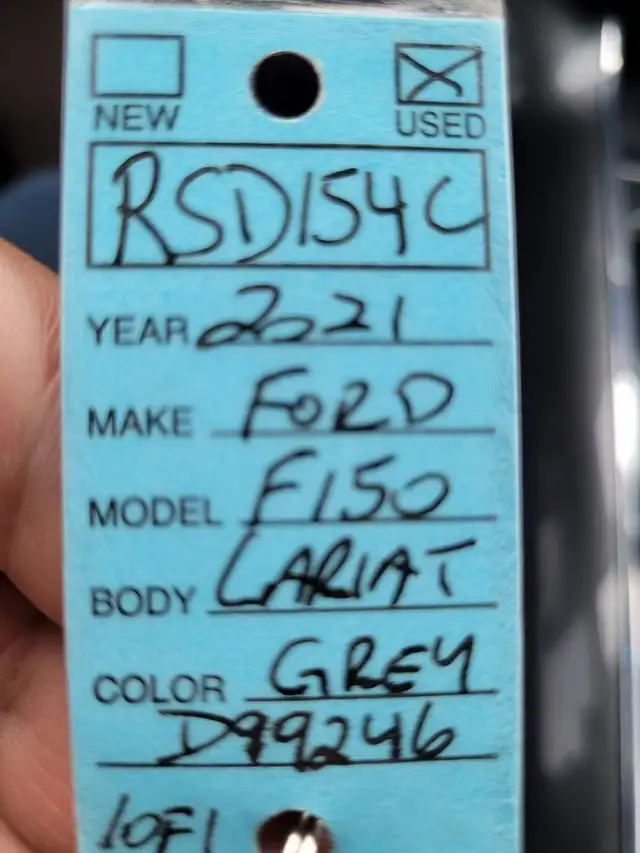 NEW USED
RSD154C
YEAR 2021
MAKE FORD
MODEL F150
BODY LARIAT
COLOR GREY
D99246
1OF1